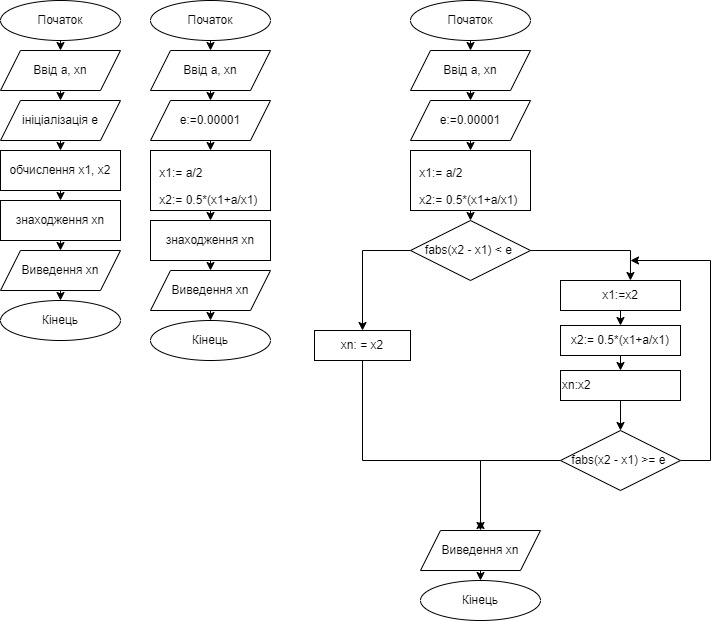 Початок
Ввід a, xn
ініціалізація e
обчислення x1, x2
знаходження xn
Виведення xn
Кінець
Початок
Ввід a, xn
e:=0.00001
x1:= a/2
x2:= 0.5*(x1+a/x1)
знаходження xn
Виведення xn
Кінець
Початок
Ввід a, xn
e:=0.00001
x1:= a/2
x2:= 0.5*(x1+a/x1)
fabs(x2 - x1) < e
xn: = x2
x1:=x2
x2:= 0.5*(x1+a/x1)
xn:x2
fabs(x2 - x1) >= e
Виведення xn
Кінець